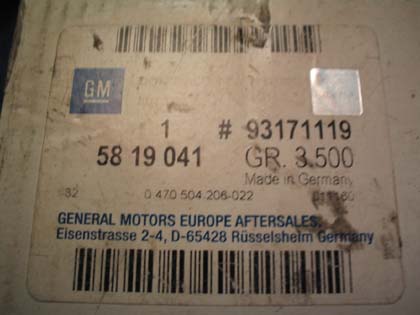 GM
1 # 93171119
58 19 041 GR. 3.500
Made in Germany
32 0 470 504 206-022
GENERAL MOTORS EUROPE AFTERSALES,
Eisenstrasse 2-4, D-65428 Rüsselsheim Germany